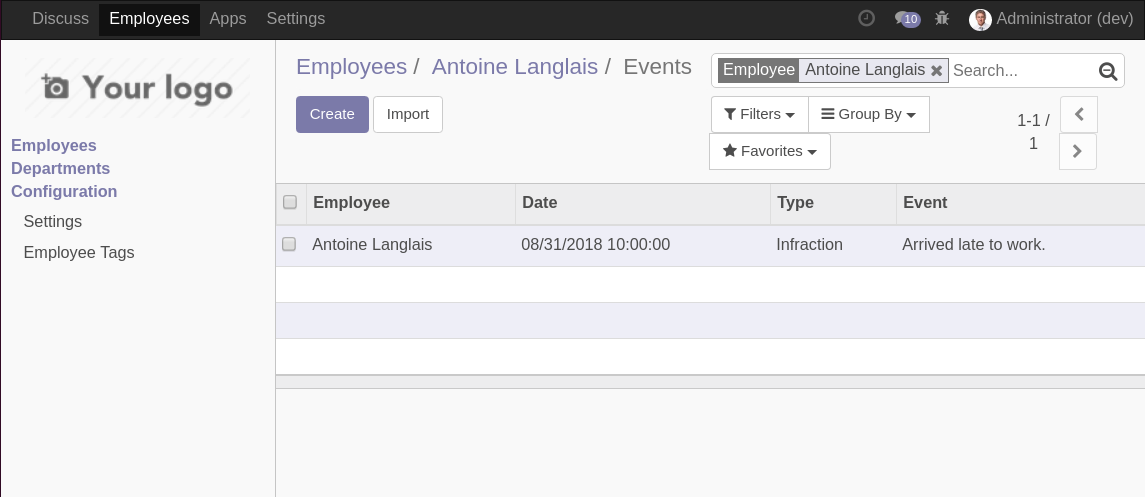 Discuss Employees Apps Settings 10 Administrator (dev)
Your logo
Employees / Antoine Langlais / Events
Employee Antoine Langlais Search...
Create Import
Filters Group By
Favorites
1-1 /
1
Employees
Departments
Configuration
Settings
Employee Tags
Employee Date Type Event
Antoine Langlais 08/31/2018 10:00:00 Infraction Arrived late to work.